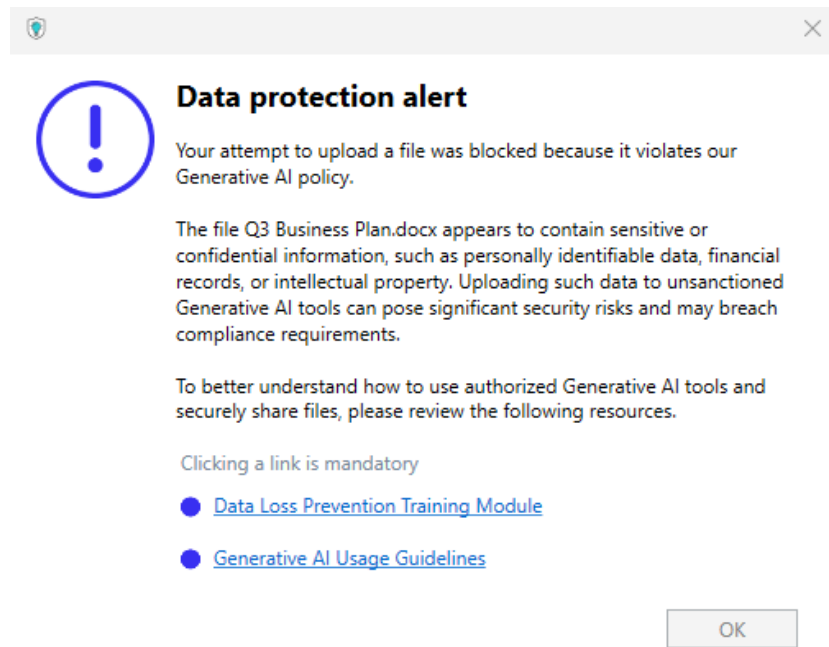 Data protection alert
Your attempt to upload a file was blocked because it violates our
Generative AI policy.
The file Q3 Business Plan.docx appears to contain sensitive or
confidential information, such as personally identifiable data, financial
records, or intellectual property. Uploading such data to unsanctioned
Generative AI tools can pose significant security risks and may breach
compliance requirements.
To better understand how to use authorized Generative AI tools and
securely share files, please review the following resources.
Clicking a link is mandatory
Data Loss Prevention Training Module
Generative AI Usage Guidelines
OK